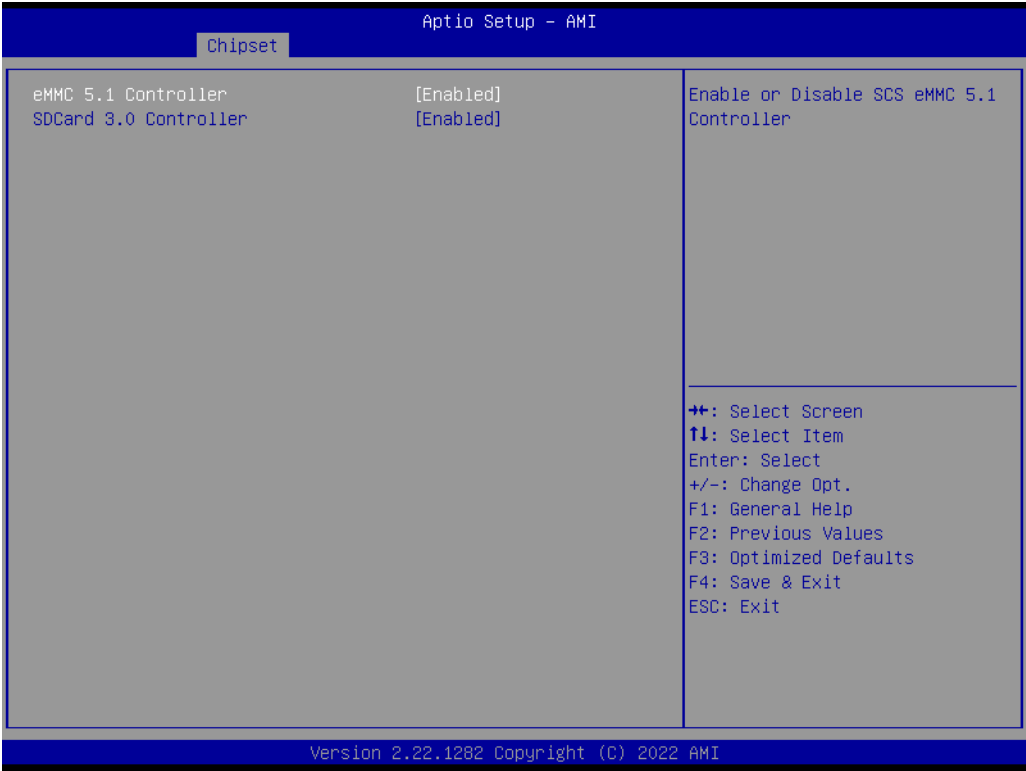 Aptio Setup - AMI
Chipset
eMMC 5.1 Controller [Enabled]
SDCard 3.0 Controller [Enabled]
Enable or Disable SCS eMMC 5.1
Controller
→←: Select Screen
↑↓: Select Item
Enter: Select
+/-: Change Opt.
F1: General Help
F2: Previous Values
F3: Optimized Defaults
F4: Save & Exit
ESC: Exit
Version 2.22.1282 Copyright (C) 2022 AMI